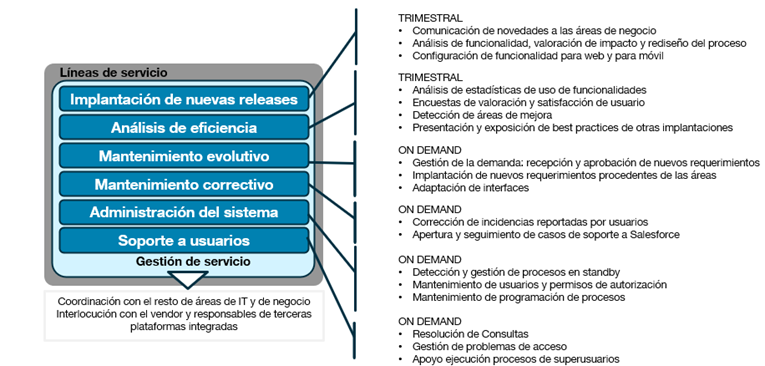 Líneas de servicio
Implantación de nuevas releases
Análisis de eficiencia
Mantenimiento evolutivo
Mantenimiento correctivo
Administración del sistema
Soporte a usuarios
Gestión de servicio
Coordinación con el resto de áreas de IT y de negocio
Interlocución con el vendor y responsables de terceras
plataformas integradas
TRIMESTRAL
• Comunicación de novedades a las áreas de negocio
• Análisis de funcionalidad, valoración de impacto y rediseño del proceso
• Configuración de funcionalidad para web y para móvil
TRIMESTRAL
• Análisis de estadísticas de uso de funcionalidades
• Encuestas de valoración y satisfacción de usuario
• Detección de áreas de mejora
• Presentación y exposición de best practices de otras implantaciones
ON DEMAND
• Gestión de la demanda: recepción y aprobación de nuevos requerimientos
• Implantación de nuevos requerimientos procedentes de las áreas
• Adaptación de interfaces
ON DEMAND
• Corrección de incidencias reportadas por usuarios
• Apertura y seguimiento de casos de soporte a Salesforce
ON DEMAND
• Detección y gestión de procesos en standby
• Mantenimiento de usuarios y permisos de autorización
• Mantenimiento de programación de procesos
ON DEMAND
• Resolución de Consultas
• Gestión de problemas de acceso
• Apoyo ejecución procesos de superusuarios